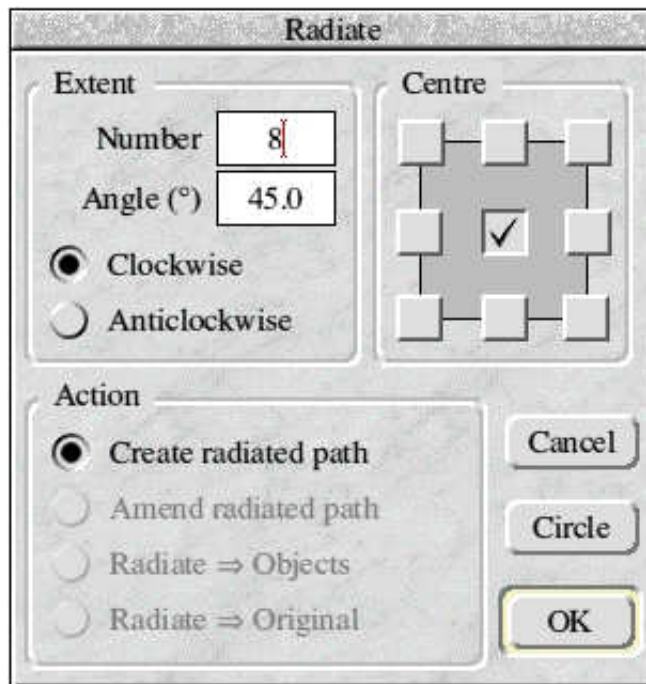 Radiate
Extent
Number 8
Angle (°) 45.0
Clockwise
Anticlockwise
Centre
Action
Create radiated path
Amend radiated path
Radiate ⇒ Objects
Radiate ⇒ Original
Cancel
Circle
OK